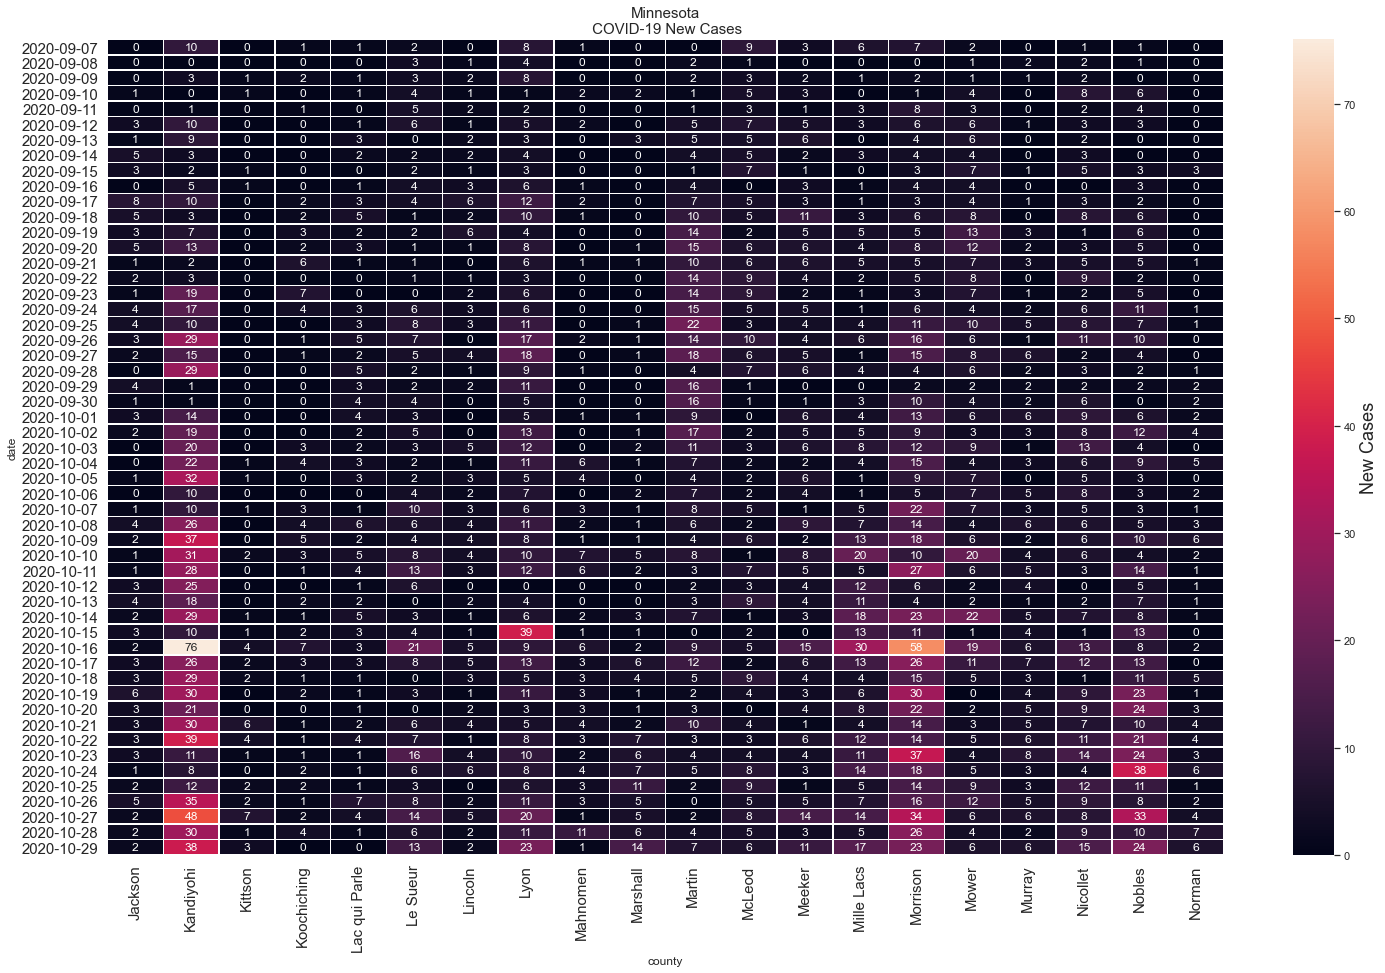 Minnesota
COVID-19 New Cases
2020-09-07 0 10 0 1 1 2 0 8 1 0 0 9 3 6 7 2 0 1 1 0
2020-09-08 0 0 0 0 0 3 1 4 0 0 2 1 0 0 0 1 2 2 1 0
2020-09-09 0 3 1 2 1 3 2 8 0 0 2 3 2 1 2 1 1 2 0 0
2020-09-10 1 0 1 0 1 4 1 1 2 2 1 5 3 0 1 4 0 8 6 0
2020-09-11 0 1 0 1 0 5 2 2 0 0 1 3 1 3 8 3 0 2 4 0
2020-09-12 3 10 0 0 1 6 1 5 2 0 5 7 5 3 6 6 1 3 3 0
2020-09-13 1 9 0 0 3 0 2 3 0 3 5 5 6 0 4 6 0 2 0 0
2020-09-14 5 3 0 0 2 2 2 4 0 0 4 5 2 3 4 4 0 3 0 0
2020-09-15 3 2 1 0 0 2 1 3 0 0 1 7 1 0 3 7 1 5 3 3
2020-09-16 0 5 1 0 1 4 3 6 1 0 4 0 3 1 4 4 0 0 3 0
2020-09-17 8 10 0 2 3 4 6 12 2 0 7 5 3 1 3 4 1 3 2 0
2020-09-18 5 3 0 2 5 1 2 10 1 0 10 5 11 3 6 8 0 8 6 0
2020-09-19 3 7 0 3 2 2 6 4 0 0 14 2 5 5 5 13 3 1 6 0
2020-09-20 5 13 0 2 3 1 1 8 0 1 15 6 6 4 8 12 2 3 5 0
2020-09-21 1 2 0 6 1 1 0 6 1 1 10 6 6 5 5 7 3 5 5 1
2020-09-22 2 3 0 0 0 1 1 3 0 0 14 9 4 2 5 8 0 9 2 0
2020-09-23 1 19 0 7 0 0 2 6 0 0 14 9 2 1 3 7 1 2 5 0
2020-09-24 4 17 0 4 3 6 3 6 0 0 15 5 5 1 6 4 2 6 11 1
2020-09-25 4 10 0 0 3 8 3 11 0 1 22 3 4 4 11 10 5 8 7 1
2020-09-26 3 29 0 1 5 7 0 17 2 1 14 10 4 6 16 6 1 11 10 0
2020-09-27 2 15 0 1 2 5 4 18 0 1 18 6 5 1 15 8 6 2 4 0
2020-09-28 0 29 0 0 5 2 1 9 1 0 4 7 6 4 4 6 2 3 2 1
2020-09-29 4 1 0 0 3 2 2 11 0 0 16 1 0 0 2 2 2 2 2 2
2020-09-30 1 1 0 0 4 4 0 5 0 0 16 1 1 3 10 4 2 6 0 2
2020-10-01 3 14 0 0 4 3 0 5 1 1 9 0 6 4 13 6 6 9 6 2
2020-10-02 2 19 0 0 2 5 0 13 0 1 17 2 5 5 9 3 3 8 12 4
2020-10-03 0 20 0 3 2 3 5 12 0 2 11 3 6 8 12 9 1 13 4 0
2020-10-04 0 22 1 4 3 2 1 11 6 1 7 2 2 4 15 4 3 6 9 5
2020-10-05 1 32 1 0 3 2 3 5 4 0 4 2 6 1 9 7 0 5 3 0
2020-10-06 0 10 0 0 0 4 2 7 0 2 7 2 4 1 5 7 5 8 3 2
2020-10-07 1 10 1 3 1 10 3 6 3 1 8 5 1 5 22 7 3 5 3 1
2020-10-08 4 26 0 4 6 6 4 11 2 1 6 2 9 7 14 4 6 6 5 3
2020-10-09 2 37 0 5 2 4 4 8 1 1 4 6 2 13 18 6 2 6 10 6
2020-10-10 1 31 2 3 5 8 4 10 7 5 8 1 8 20 10 20 4 6 4 2
2020-10-11 1 28 0 1 4 13 3 12 6 2 3 7 5 5 27 6 5 3 14 1
2020-10-12 3 25 0 0 1 6 0 0 0 0 2 3 4 12 6 2 4 0 5 1
2020-10-13 4 18 0 2 2 0 2 4 0 0 3 9 4 11 4 2 1 2 7 1
2020-10-14 2 29 1 1 5 3 1 6 2 3 7 1 3 18 23 22 5 7 8 1
2020-10-15 3 10 1 2 3 4 1 39 1 1 0 2 0 13 11 1 4 1 13 0
2020-10-16 2 76 4 7 3 21 5 9 6 2 9 5 15 30 58 19 6 13 8 2
2020-10-17 3 26 2 3 3 8 5 13 3 6 12 2 6 13 26 11 7 12 13 0
2020-10-18 3 29 2 1 1 0 3 5 3 4 5 9 4 4 15 5 3 1 11 5
2020-10-19 6 30 0 2 1 3 1 11 3 1 2 4 3 6 30 0 4 9 23 1
2020-10-20 3 21 0 0 1 0 2 3 3 1 3 0 4 8 22 2 5 9 24 3
2020-10-21 3 30 6 1 2 6 4 5 4 2 10 4 1 4 14 3 5 7 10 4
2020-10-22 3 39 4 1 4 7 1 8 3 7 3 3 6 12 14 5 6 11 21 4
2020-10-23 3 11 1 1 1 16 4 10 2 6 4 4 4 11 37 4 8 14 24 3
2020-10-24 1 8 0 2 1 6 6 8 4 7 5 8 3 14 18 5 3 4 38 6
2020-10-25 2 12 2 2 1 3 0 6 3 11 2 9 1 5 14 9 3 12 11 1
2020-10-26 5 35 2 1 7 8 2 11 3 5 0 5 5 7 16 12 5 9 8 2
2020-10-27 2 48 7 2 4 14 5 20 1 5 2 8 14 14 34 6 6 8 33 4
2020-10-28 2 30 1 4 1 6 2 11 11 6 4 5 3 5 26 4 2 9 10 7
2020-10-29 2 38 3 0 0 13 2 23 1 14 7 6 11 17 23 6 6 15 24 6
Jackson Kandiyohi Kittson Koochiching Lac qui Parle Le Sueur Lincoln Lyon Mahnomen Marshall Martin McLeod Meeker Mille Lacs Morrison Mower Murray Nicollet Nobles Norman
county
date
70
60
50
40
30
20
10
0
New Cases